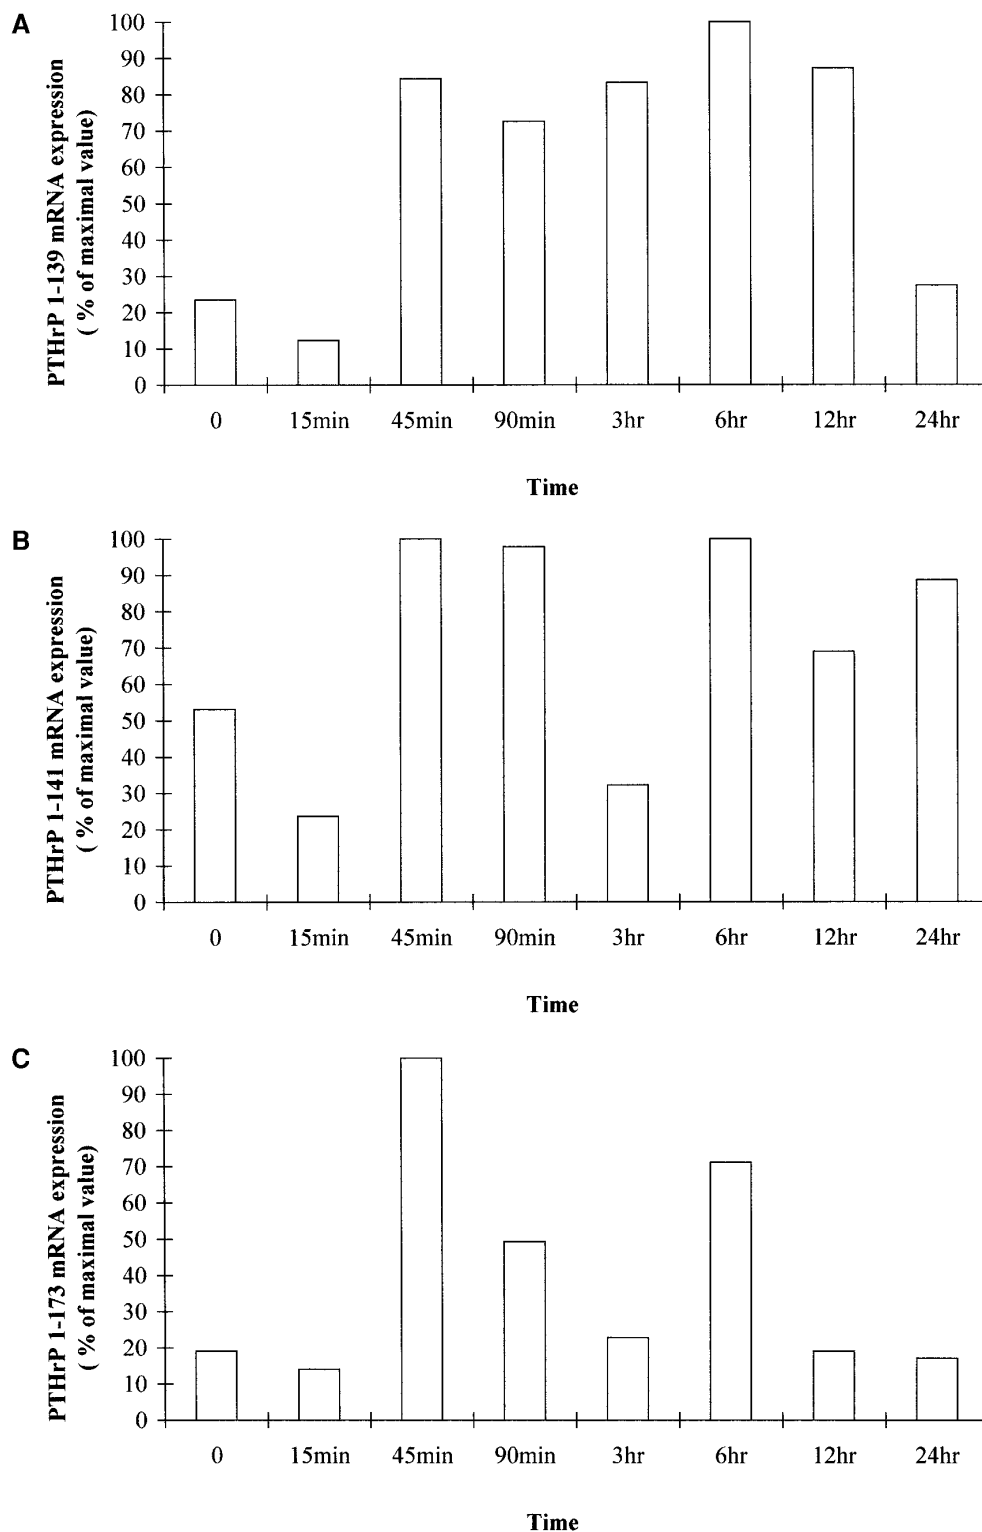 A
PTHrP 1-139 mRNA expression
( % of maximal value)
100
90
80
70
60
50
40
30
20
10
0
0 15min 45min 90min 3hr 6hr 12hr 24hr
Time
B
PTHrP 1-141 mRNA expression
( % of maximal value)
100
90
80
70
60
50
40
30
20
10
0
0 15min 45min 90min 3hr 6hr 12hr 24hr
Time
C
PTHrP 1-173 mRNA expression
( % of maximal value)
100
90
80
70
60
50
40
30
20
10
0
0 15min 45min 90min 3hr 6hr 12hr 24hr
Time